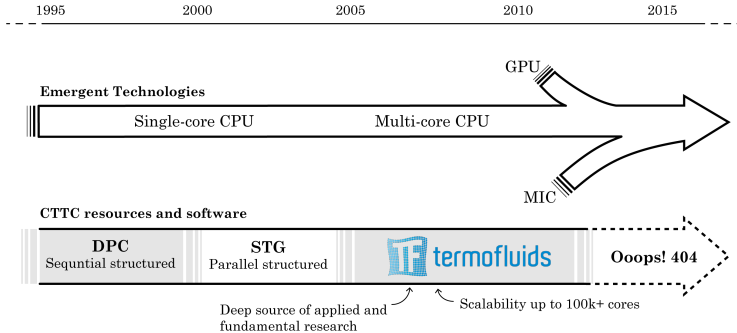 1995 2000 2005 2010 2015
GPU
Emergent Technologies
Single-core CPU Multi-core CPU
MIC
CTTC resources and software
DPC
Sequntial structured
STG
Parallel structured
TF termofluids
Ooops! 404
Deep source of applied and
fundamental research
Scalability up to 100k+ cores